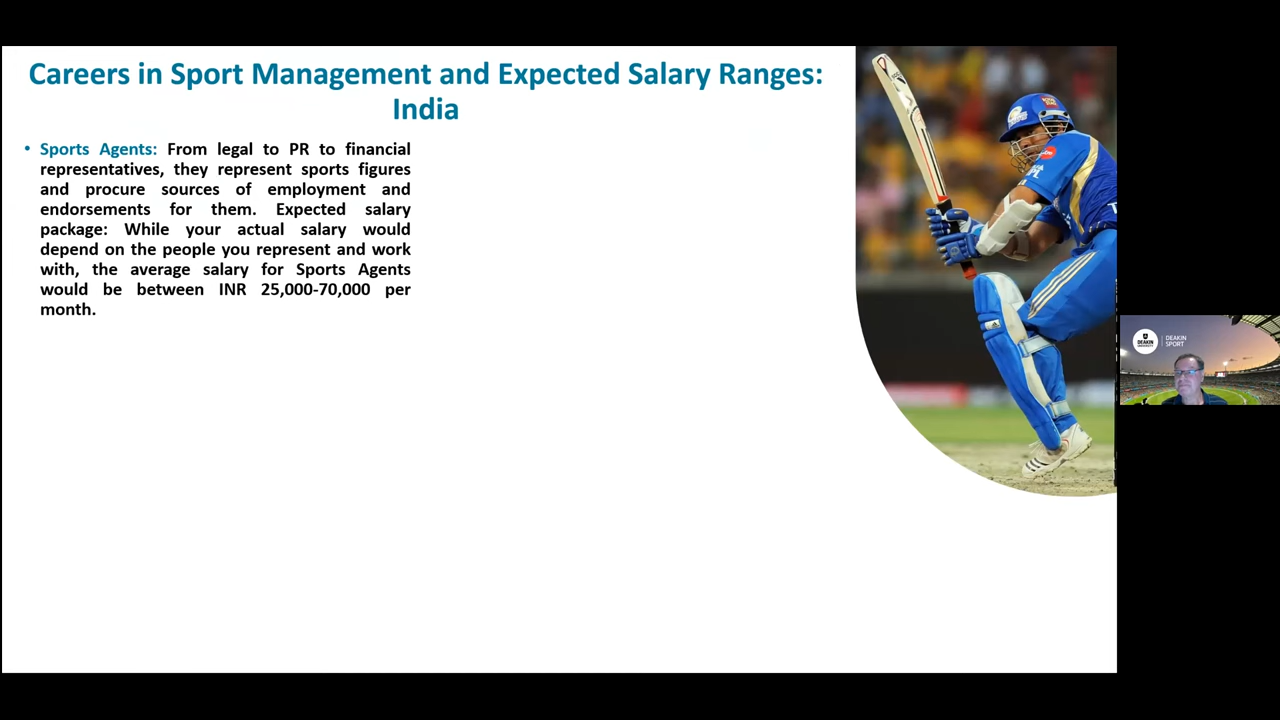 Careers in Sport Management and Expected Salary Ranges:
India
• Sports Agents: From legal to PR to financial
representatives, they represent sports figures
and procure sources of employment and
endorsements for them. Expected salary
package: While your actual salary would
depend on the people you represent and work
with, the average salary for Sports Agents
would be between INR 25,000-70,000 per
month.
DEAKIN
UNIVERSITY
DEAKIN
SPORT